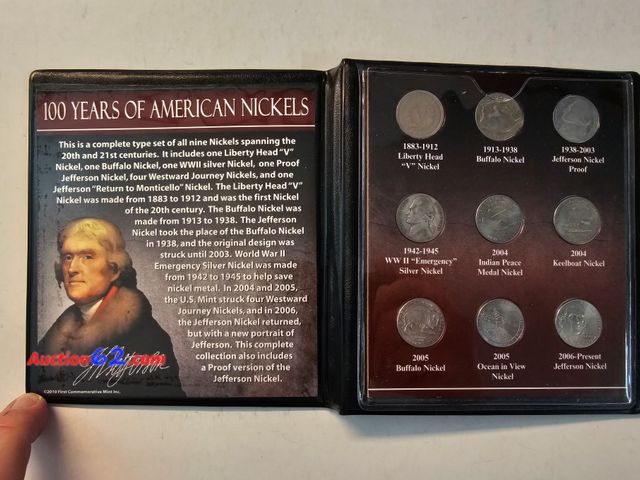 100 YEARS OF AMERICAN NICKELS
This is a complete type set of all nine Nickels spanning the
20th and 21st centuries. It includes one Liberty Head "V"
Nickel, one Buffalo Nickel, one WWII silver Nickel, one Proof
Jefferson Nickel, four Westward Journey Nickels, and one
Jefferson "Return to Monticello" Nickel. The Liberty Head "V"
Nickel was made from 1883 to 1912 and was the first Nickel
of the 20th century. The Buffalo Nickel was
made from 1913 to 1938. The Jefferson
Nickel took the place of the Buffalo Nickel
in 1938, and the original design was
struck until 2003. World War II
Emergency Silver Nickel was made
from 1942 to 1945 to help save
nickel metal. In 2004 and 2005,
the U.S. Mint struck four Westward
Journey Nickels, and in 2006,
the Jefferson Nickel returned,
but with a new portrait of
Jefferson. This complete
collection also includes
a Proof version of the
Jefferson Nickel.
Auction62.com
Th Jefferson
©2010 First Commemorative Mint Inc.
1883-1912
Liberty Head
"V" Nickel
1913-1938
Buffalo Nickel
1938-2003
Jefferson Nickel
Proof
1942-1945
WW II "Emergency"
Silver Nickel
2004
Indian Peace
Medal Nickel
2004
Keelboat Nickel
2005
Buffalo Nickel
2005
Ocean in View
Nickel
2006-Present
Jefferson Nickel